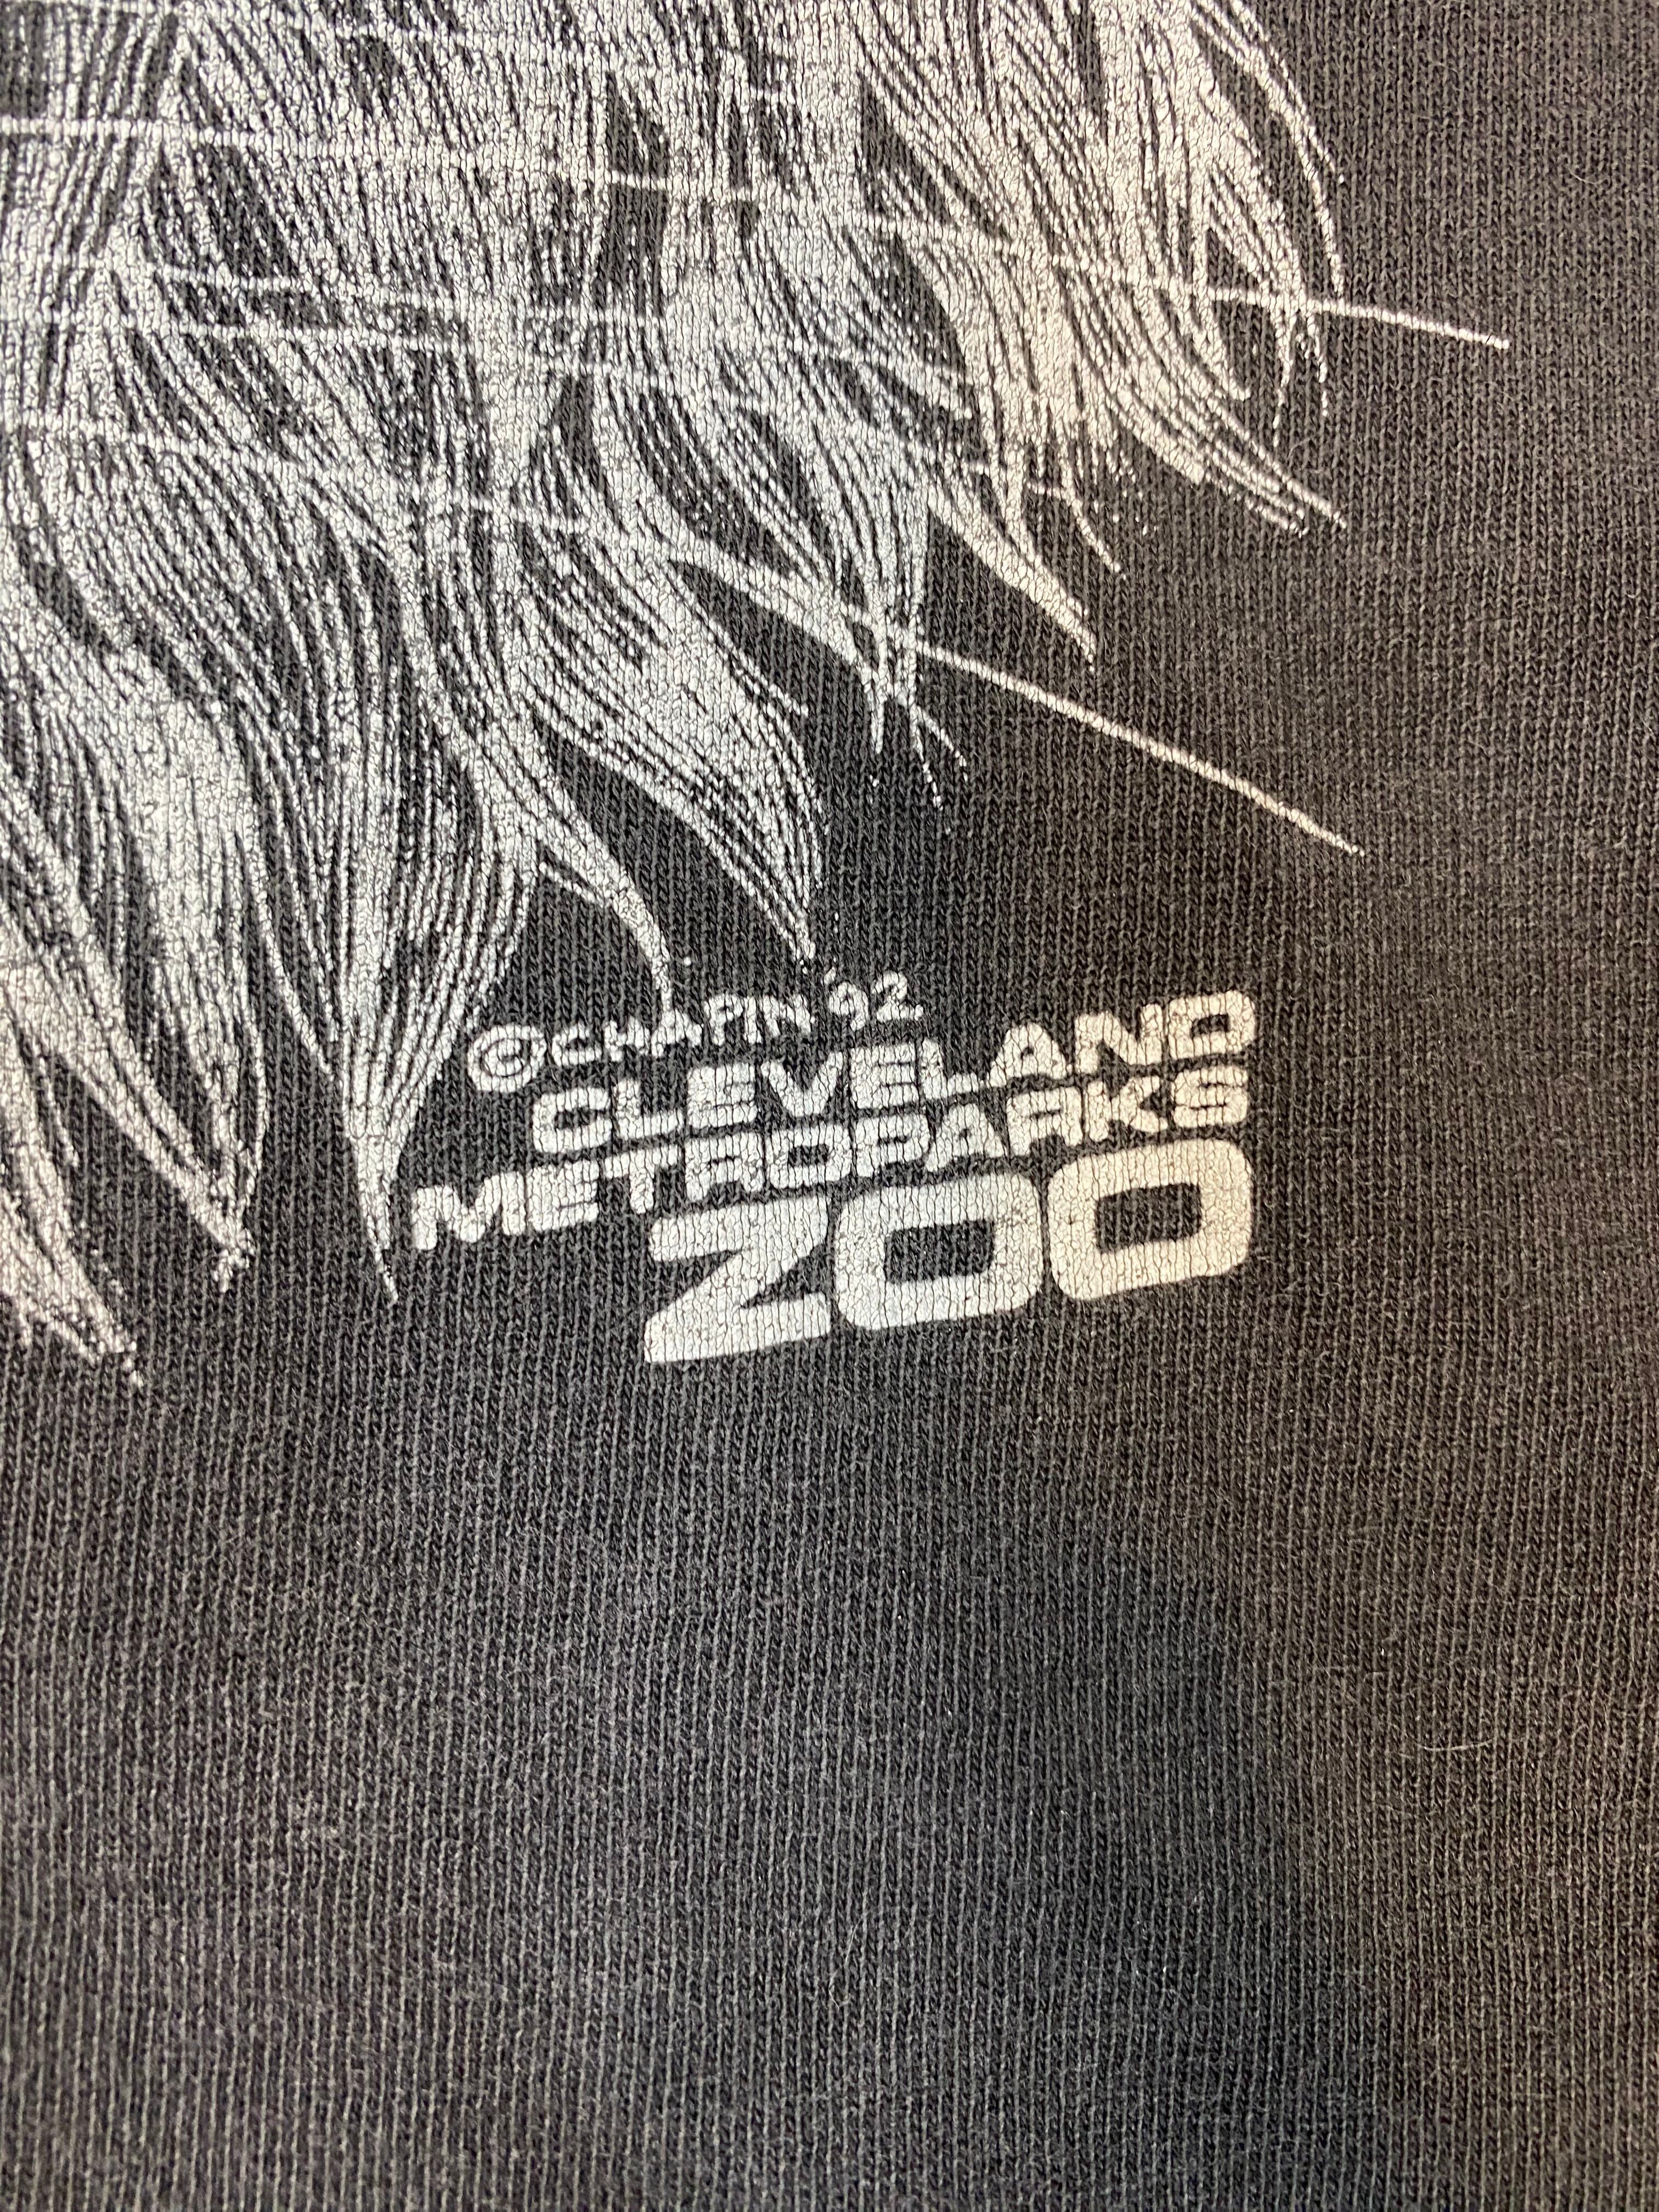 © CHAPIN '92
CLEVELAND
METROPARKS
ZOO